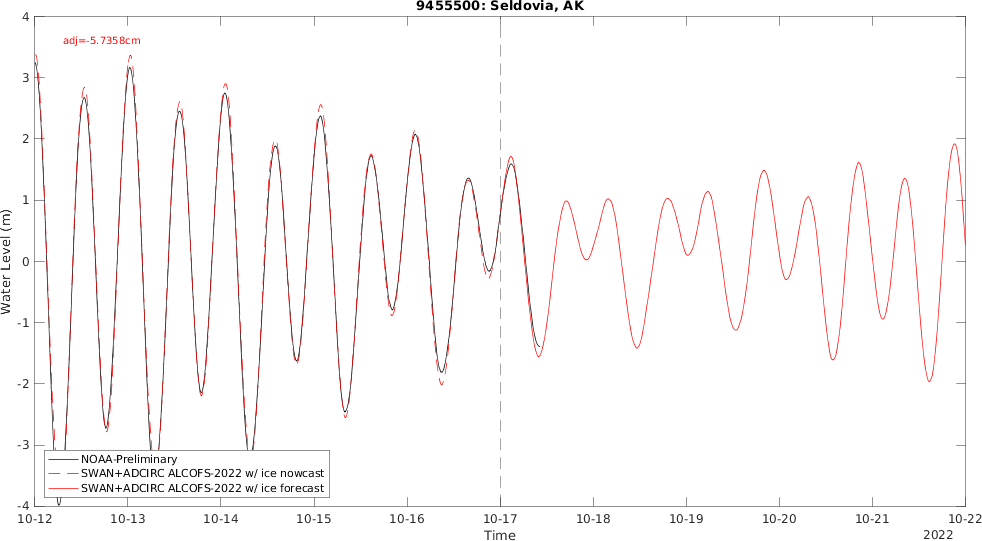 9455500: Seldovia, AK
adj=-5.7358cm
4
3
2
1
0
-1
-2
-3
-4
Water Level (m)
NOAA-Preliminary
SWAN+ADCIRC ALCOFS-2022 w/ ice nowcast
SWAN+ADCIRC ALCOFS-2022 w/ ice forecast
10-12 10-13 10-14 10-15 10-16 10-17 10-18 10-19 10-20 10-21 10-22
Time
2022